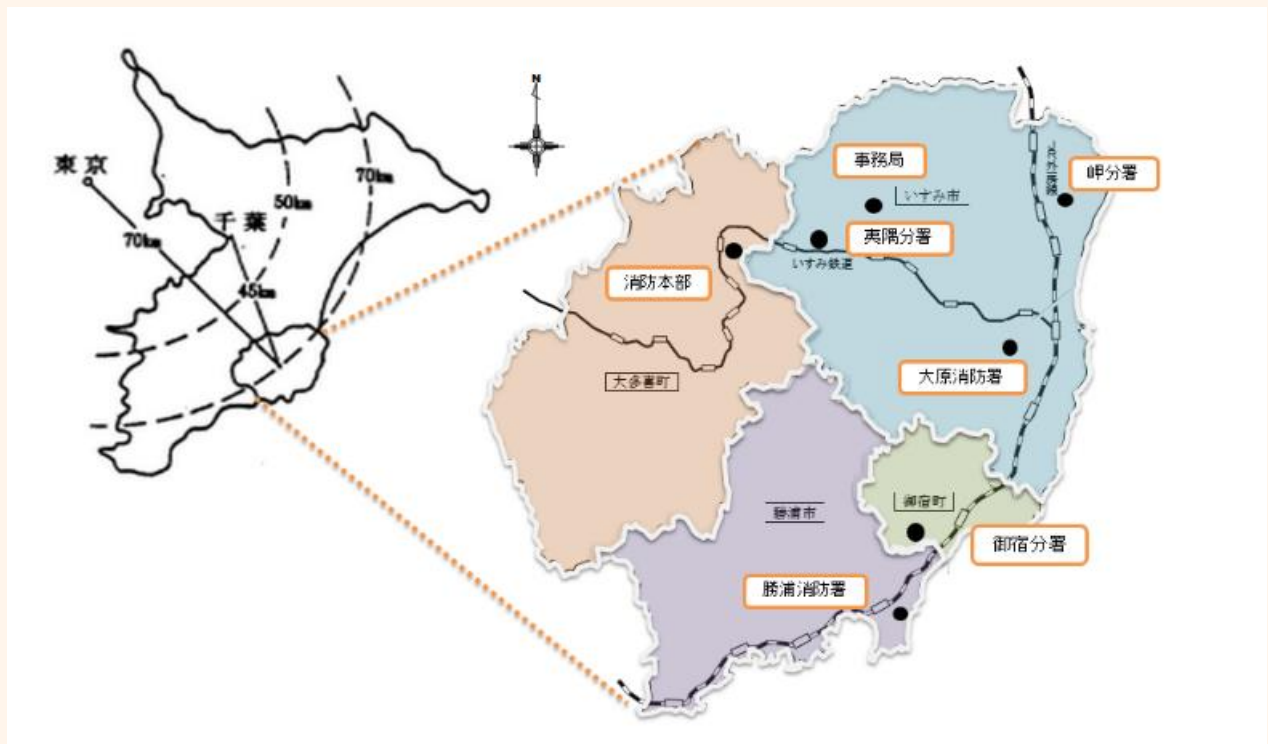 N
東京
千葉
70km
50km
70km
45km
事務局
いすみ市
岬分署
夷隅分署
いすみ鉄道
消防本部
大原消防署
大多喜町
御宿町
勝浦市
御宿分署
勝浦消防署